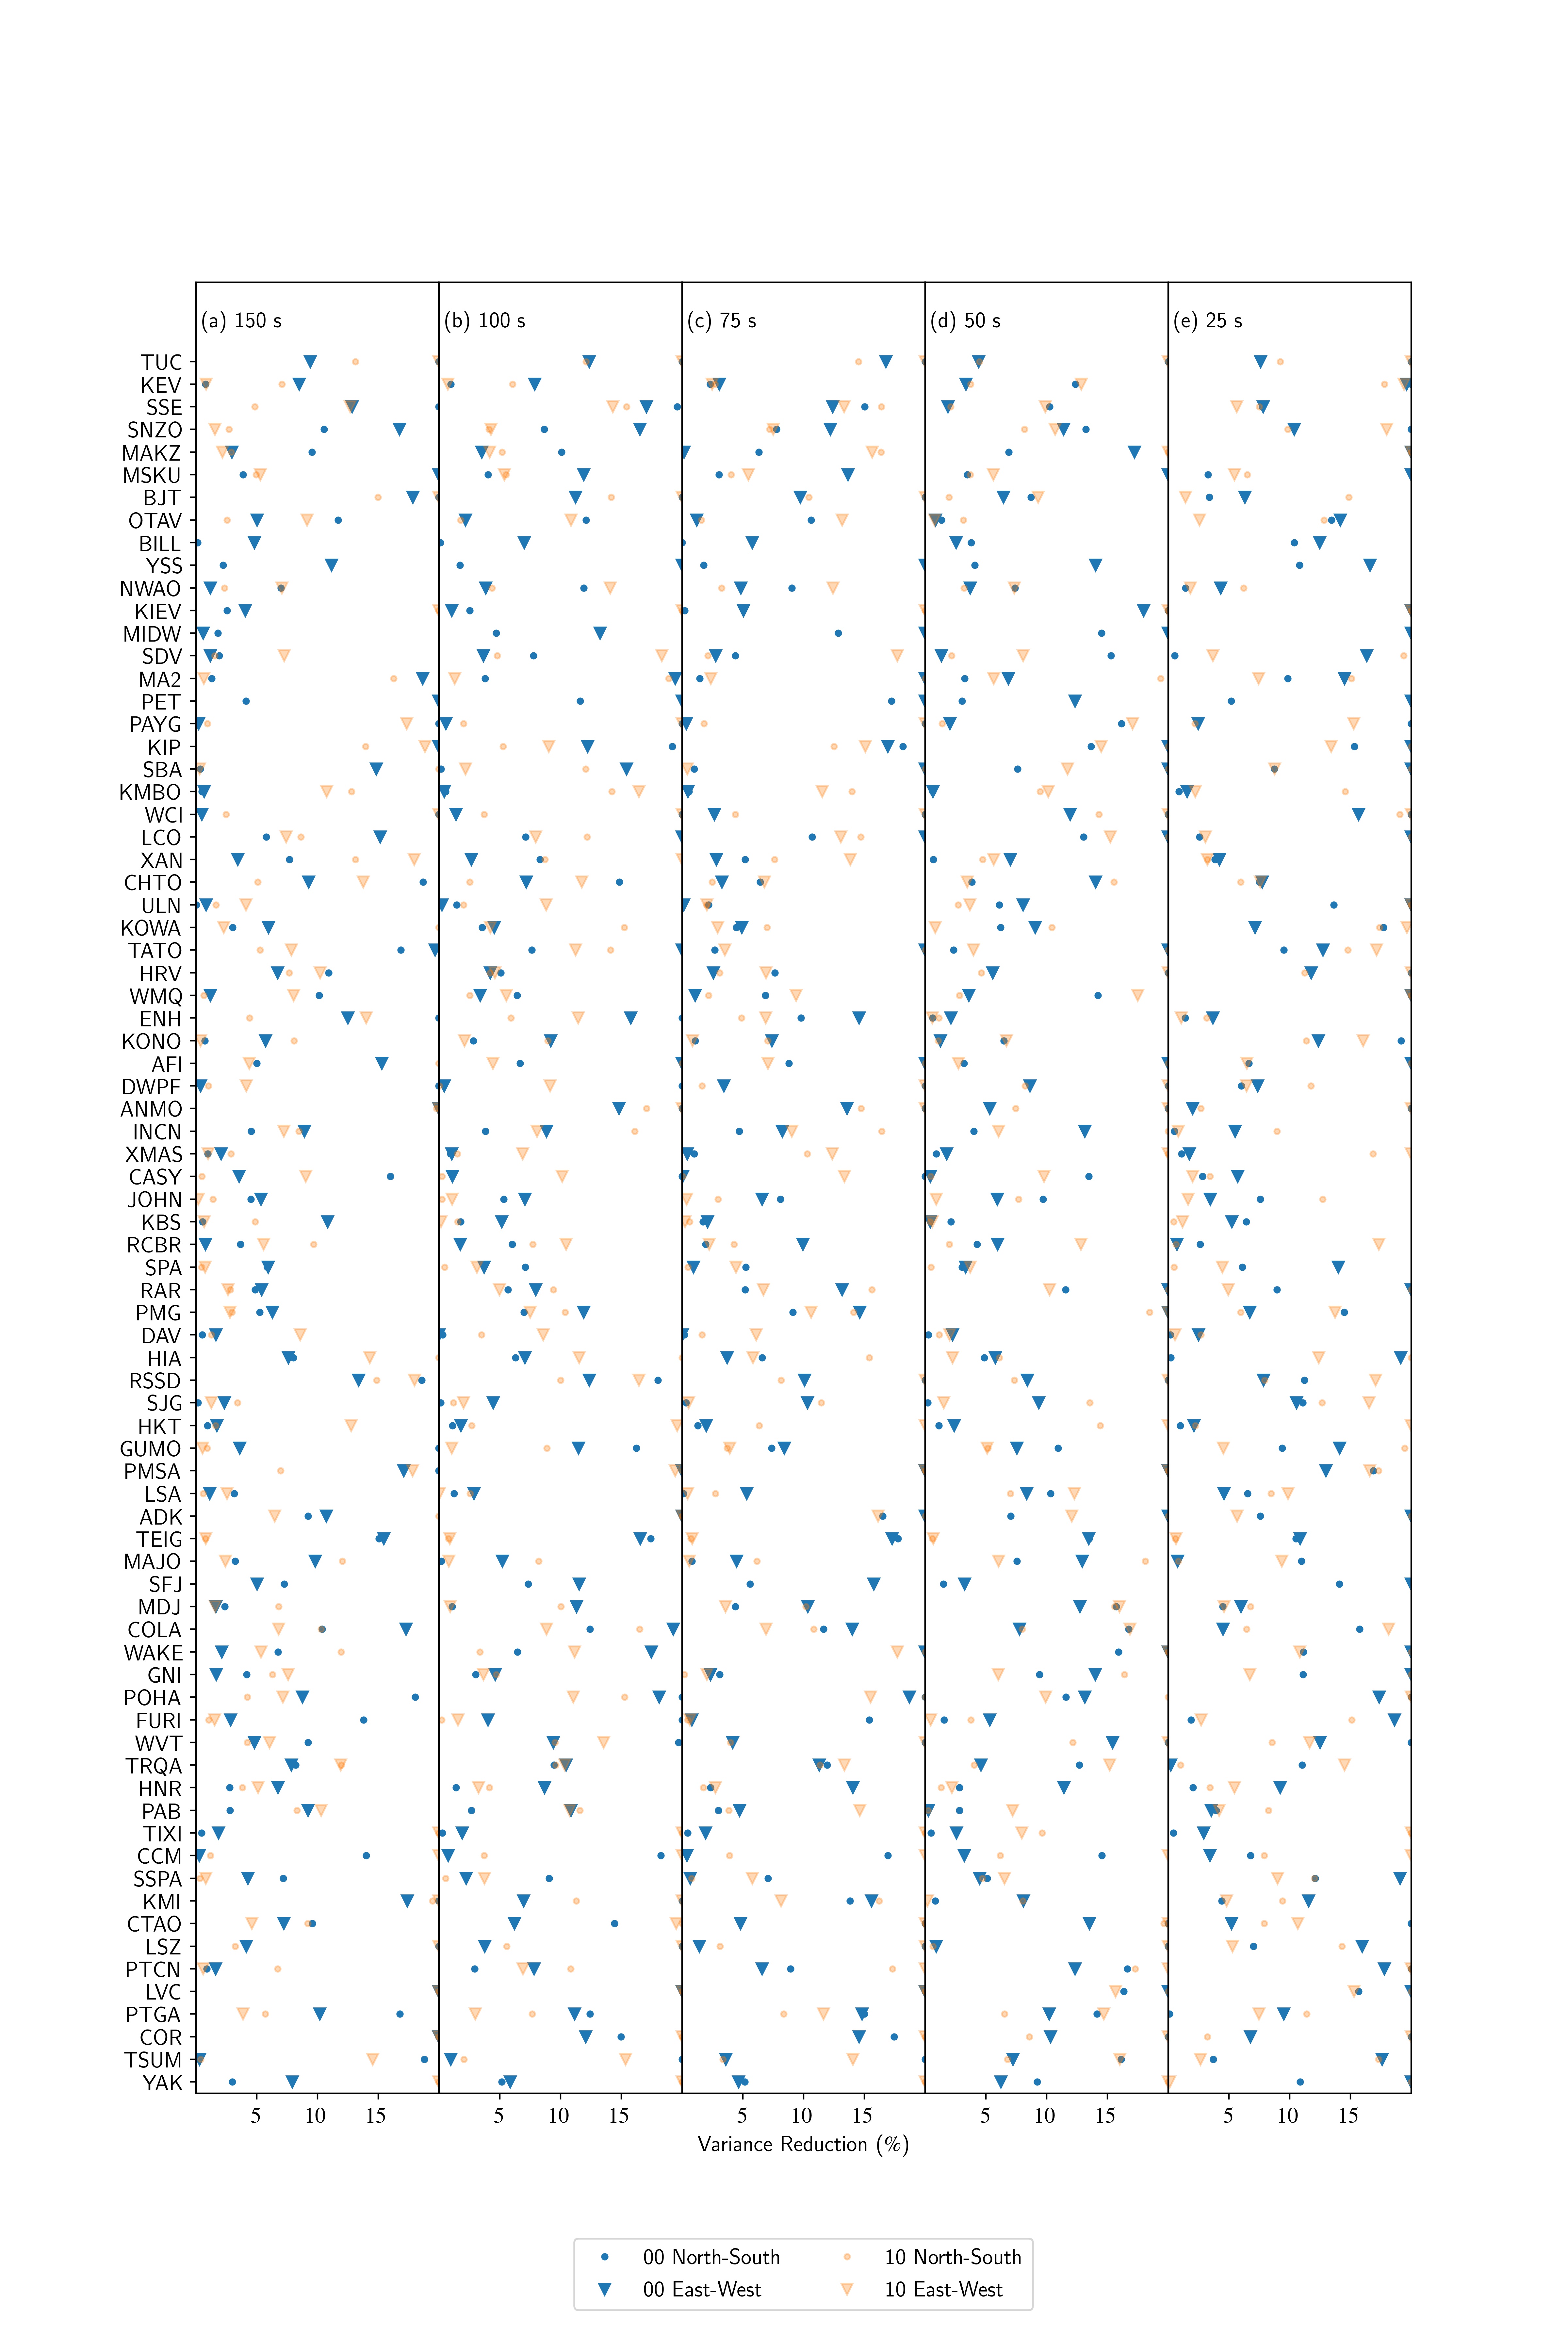 (a) 150 s
(b) 100 s
(c) 75 s
(d) 50 s
(e) 25 s
TUC
KEV
SSE
SNZO
MAKZ
MSKU
BJT
OTAV
BILL
YSS
NWAO
KIEV
MIDW
SDV
MA2
PET
PAYG
KIP
SBA
KMBO
WCI
LCO
XAN
CHTO
ULN
KOWA
TATO
HRV
WMQ
ENH
KONO
AFI
DWPF
ANMO
INCN
XMAS
CASY
JOHN
KBS
RCBR
SPA
RAR
PMG
DAV
HIA
RSSD
SJG
HKT
GUMO
PMSA
LSA
ADK
TEIG
MAJO
SFJ
MDJ
COLA
WAKE
GNI
POHA
FURI
WVT
TRQA
HNR
PAB
TIXI
CCM
SSPA
KMI
CTAO
LSZ
PTCN
LVC
PTGA
COR
TSUM
YAK
5 10 15 5 10 15 5 10 15 5 10 15 5 10 15
Variance Reduction (%)
00 North-South 10 North-South
00 East-West 10 East-West